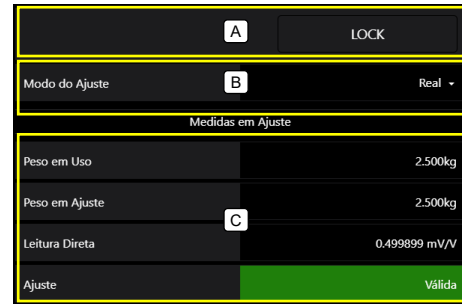 A LOCK
Modo do Ajuste B Real
Medidas em Ajuste
Peso em Uso 2.500kg
Peso em Ajuste 2.500kg
C
Leitura Direta 0.499899 mV/V
Ajuste Válida